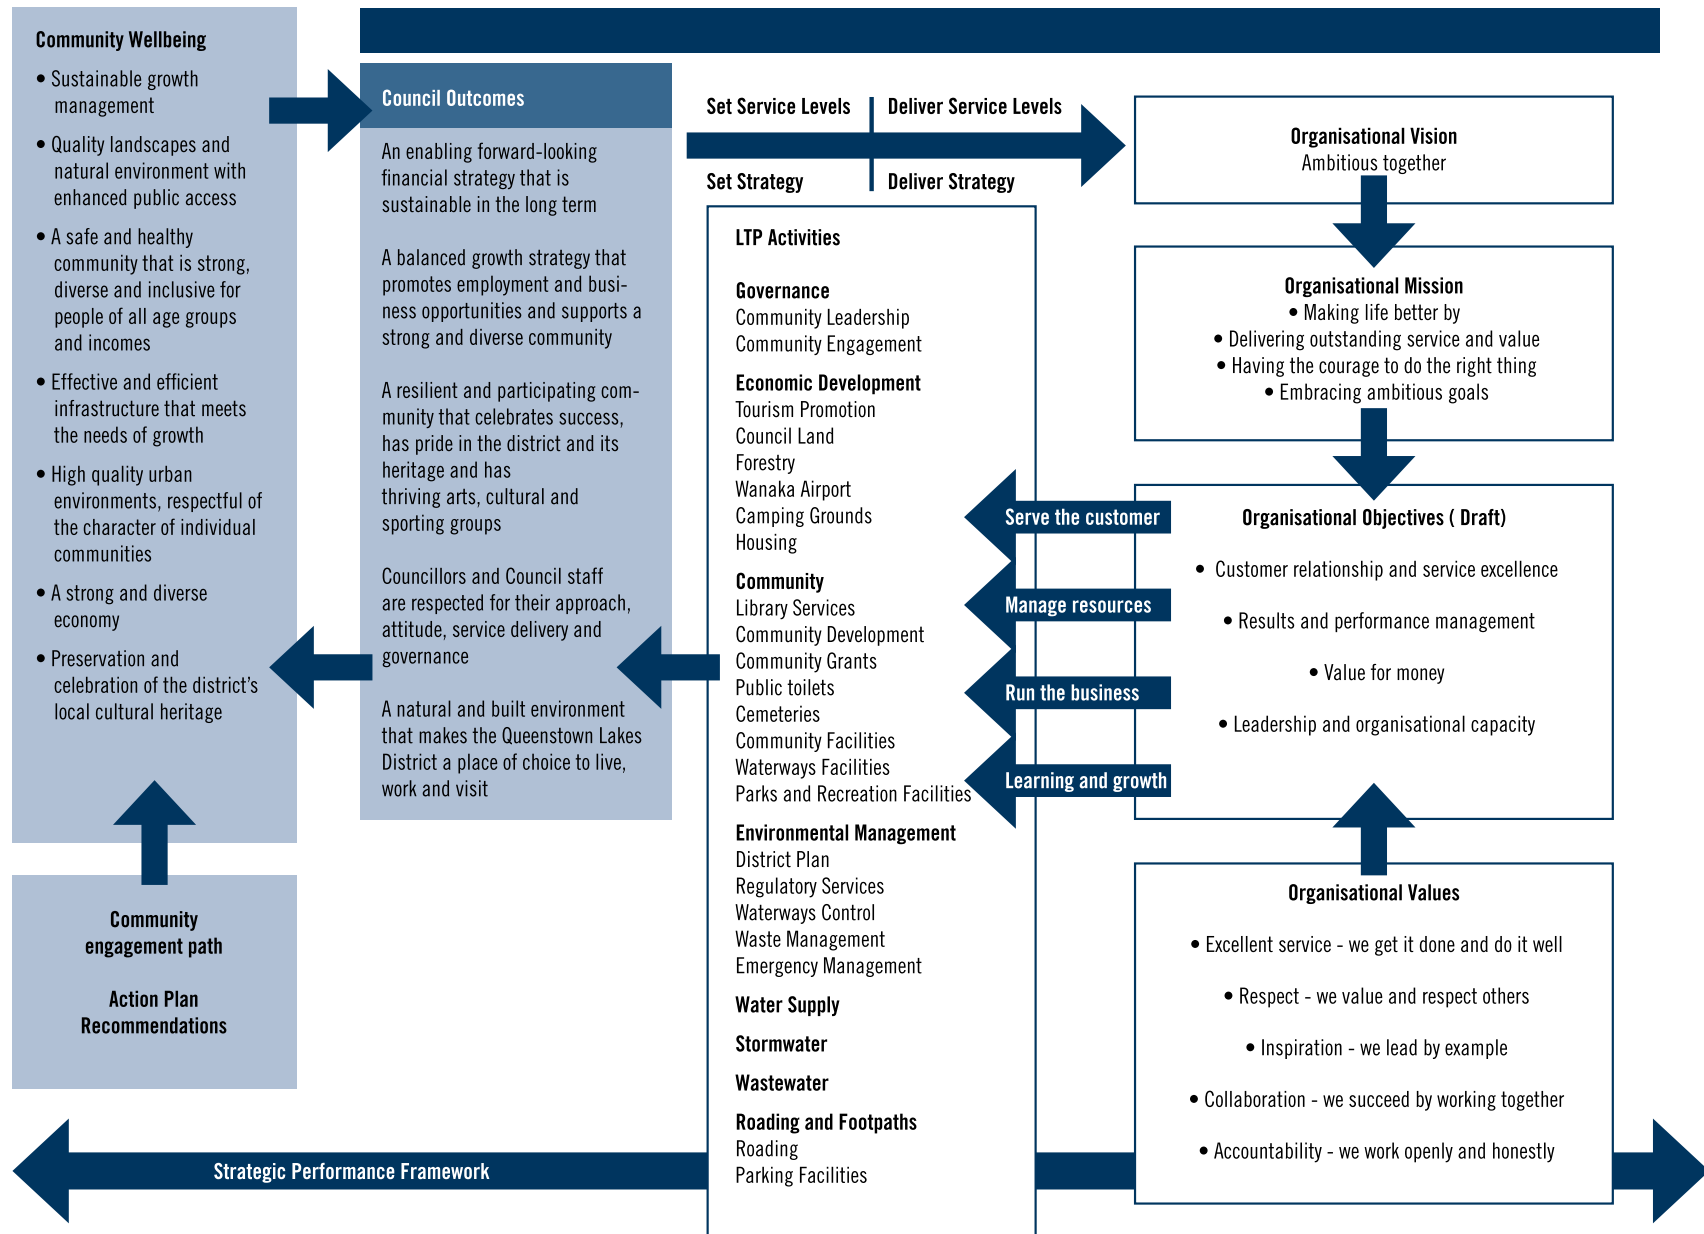 Community Wellbeing
• Sustainable growth
management
• Quality landscapes and
natural environment with
enhanced public access
• A safe and healthy
community that is strong,
diverse and inclusive for
people of all age groups
and incomes
• Effective and efficient
infrastructure that meets
the needs of growth
• High quality urban
environments, respectful of
the character of individual
communities
• A strong and diverse
economy
• Preservation and
celebration of the district's
local cultural heritage
Community
engagement path
Action Plan
Recommendations
Council Outcomes
An enabling forward-looking
financial strategy that is
sustainable in the long term
A balanced growth strategy that
promotes employment and busi-
ness opportunities and supports a
strong and diverse community
A resilient and participating com-
munity that celebrates success,
has pride in the district and its
heritage and has
thriving arts, cultural and
sporting groups
Councillors and Council staff
are respected for their approach,
attitude, service delivery and
governance
A natural and built environment
that makes the Queenstown Lakes
District a place of choice to live,
work and visit
Set Service Levels
Deliver Service Levels
Set Strategy
Deliver Strategy
LTP Activities
Governance
Community Leadership
Community Engagement
Economic Development
Tourism Promotion
Council Land
Forestry
Wanaka Airport
Camping Grounds
Housing
Community
Library Services
Community Development
Community Grants
Public toilets
Cemeteries
Community Facilities
Waterways Facilities
Parks and Recreation Facilities
Environmental Management
District Plan
Regulatory Services
Waterways Control
Waste Management
Emergency Management
Water Supply
Stormwater
Wastewater
Roading and Footpaths
Roading
Parking Facilities
Serve the customer
Manage resources
Run the business
Learning and growth
Organisational Vision
Ambitious together
Organisational Mission
• Making life better by
• Delivering outstanding service and value
• Having the courage to do the right thing
• Embracing ambitious goals
Organisational Objectives ( Draft)
• Customer relationship and service excellence
• Results and performance management
• Value for money
• Leadership and organisational capacity
Organisational Values
• Excellent service - we get it done and do it well
• Respect - we value and respect others
• Inspiration - we lead by example
• Collaboration - we succeed by working together
• Accountability - we work openly and honestly
Strategic Performance Framework